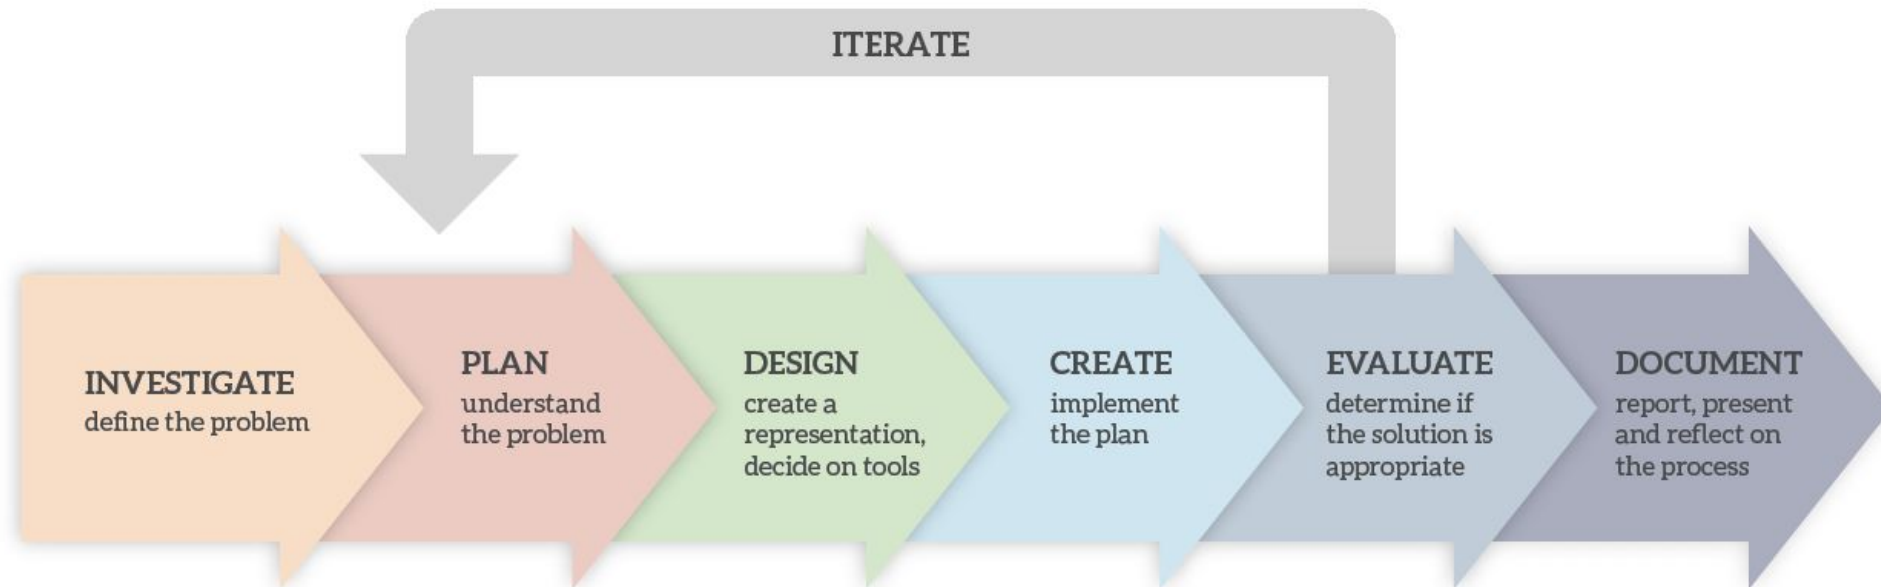 ITERATE
INVESTIGATE
define the problem
PLAN
understand
the problem
DESIGN
create a
representation,
decide on tools
CREATE
implement
the plan
EVALUATE
determine if
the solution is
appropriate
DOCUMENT
report, present
and reflect on
the process